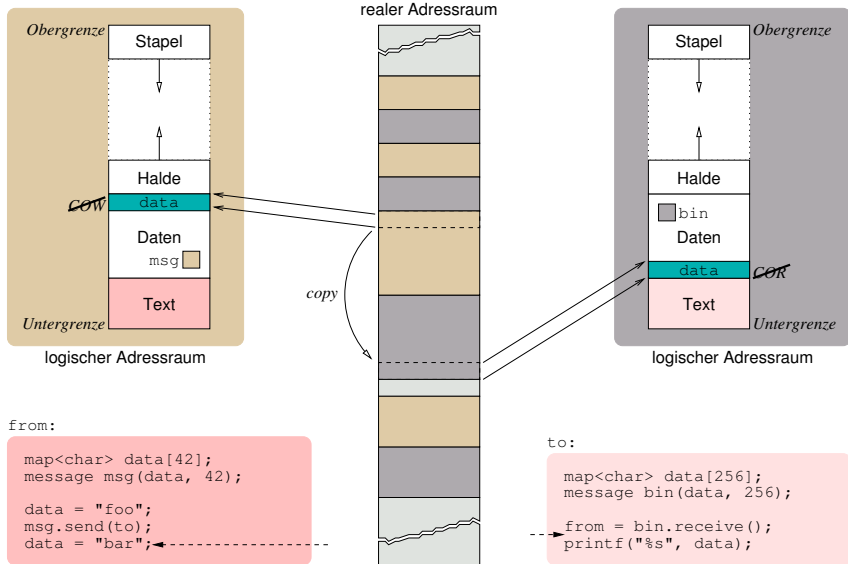 realer Adressraum
Obergrenze
Stapel
Halde
COW
data
Daten
msg
Text
Untergrenze
logischer Adressraum
copy
Stapel
Obergrenze
Halde
bin
Daten
data
COR
Text
Untergrenze
logischer Adressraum
from:
map<char> data[42];
message msg(data, 42);
data = "foo";
msg.send(to);
data = "bar";
to:
map<char> data[256];
message bin(data, 256);
from = bin.receive();
printf("%s", data);